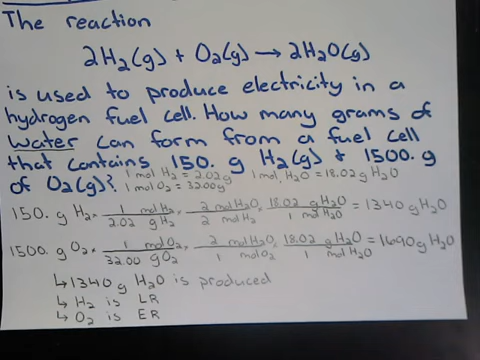 The reaction
2H₂(g) + O₂(g) → 2H₂O(g)
is used to produce electricity in a
hydrogen fuel cell. How many grams of
water can form from a fuel cell
that contains 150. g H₂(g) + 1500. g
of O₂(g)? 1 mol H₂ = 2.02g 1 mol H₂O = 18.02g H₂O
1 mol O₂ = 32.00g
150. g H₂ × 1 mol H₂ / 2.02 g H₂ × 2 mol H₂O / 2 mol H₂ × 18.02 g H₂O / 1 mol H₂O = 1340 g H₂O
1500. g O₂ × 1 mol O₂ / 32.00 g O₂ × 2 mol H₂O / 1 mol O₂ × 18.02 g H₂O / 1 mol H₂O = 1690 g H₂O
↳ 1340 g H₂O is produced
↳ H₂ is LR
↳ O₂ is ER